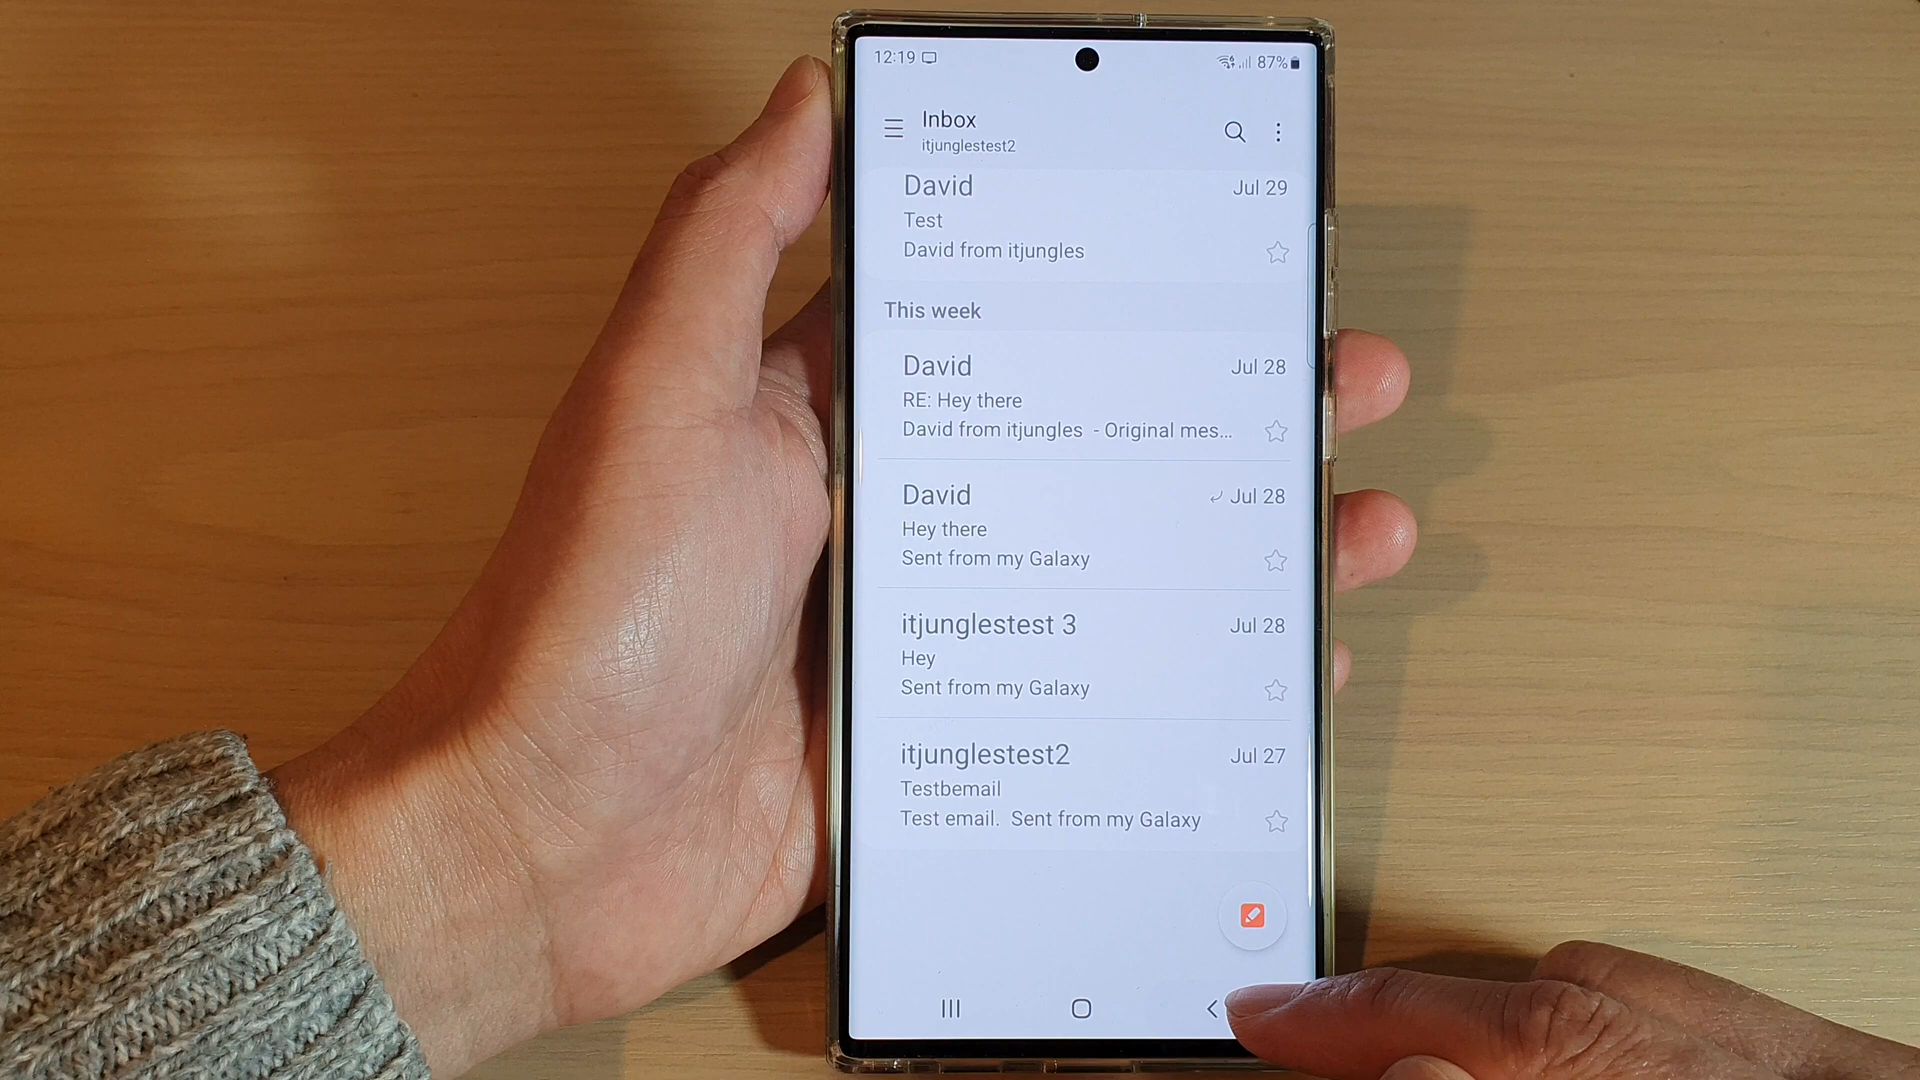 12:19 87%
Inbox
itjunglestest2
David Jul 29
Test
David from itjungles
This week
David Jul 28
RE: Hey there
David from itjungles - Original mes...
David Jul 28
Hey there
Sent from my Galaxy
itjunglestest 3 Jul 28
Hey
Sent from my Galaxy
itjunglestest2 Jul 27
Testbemail
Test email. Sent from my Galaxy